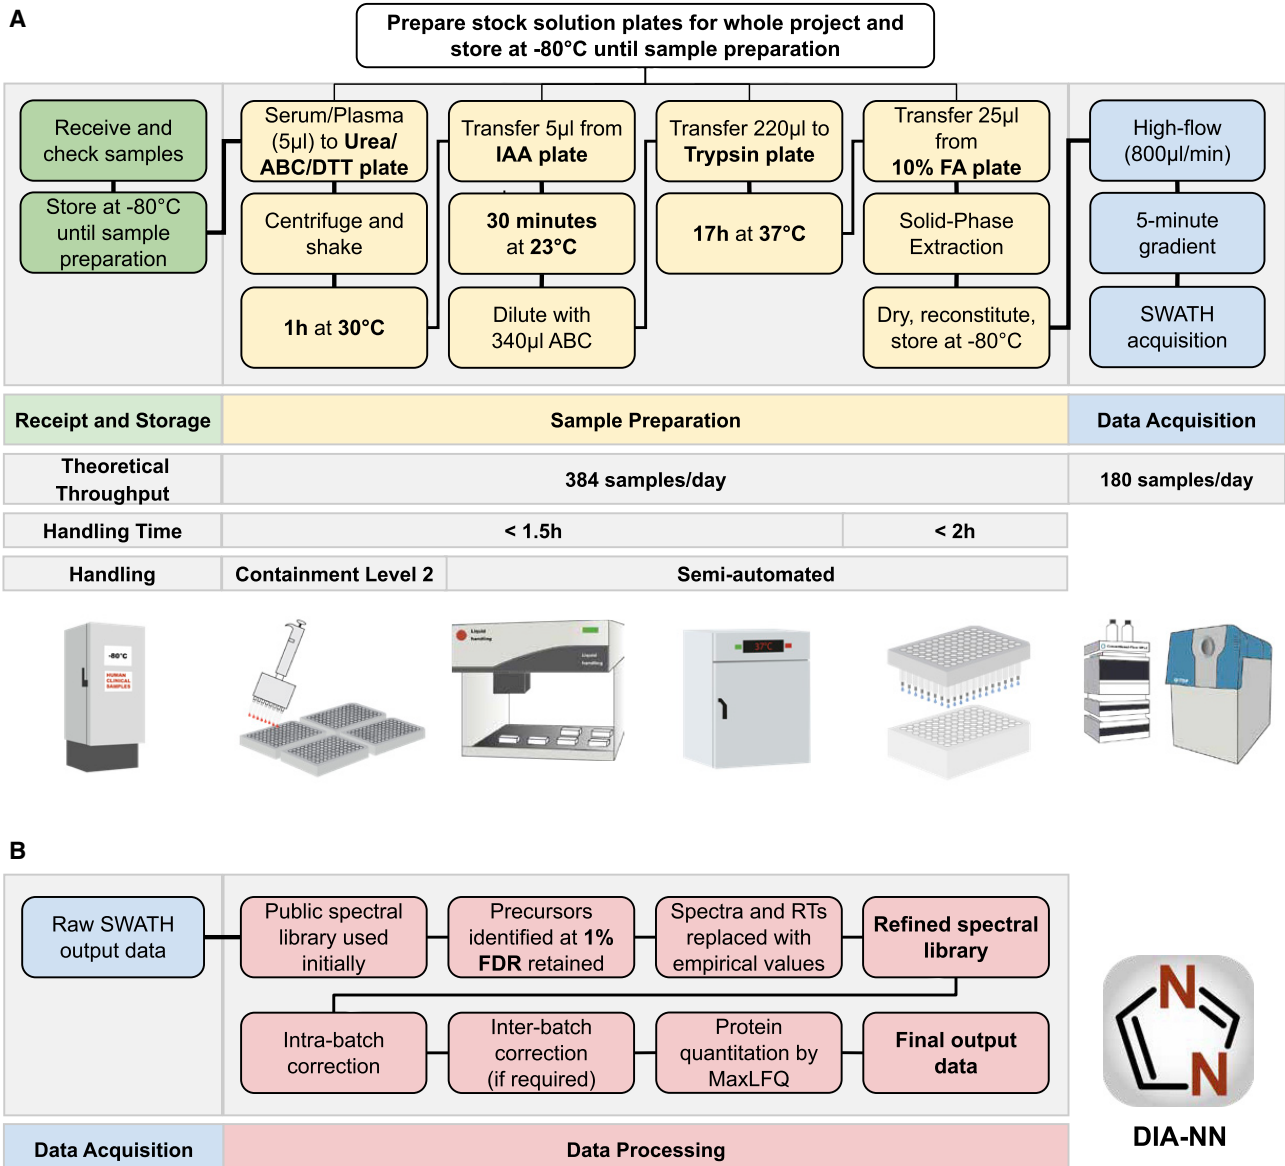 A
Prepare stock solution plates for whole project and
store at -80°C until sample preparation
Receive and
check samples
Store at -80°C
until sample
preparation
Serum/Plasma
(5µl) to Urea/
ABC/DTT plate
Centrifuge and
shake
1h at 30°C
Transfer 5µl from
IAA plate
30 minutes
at 23°C
Dilute with
340µl ABC
Transfer 220µl to
Trypsin plate
17h at 37°C
Transfer 25µl
from
10% FA plate
Solid-Phase
Extraction
Dry, reconstitute,
store at -80°C
High-flow
(800µl/min)
5-minute
gradient
SWATH
acquisition
Receipt and Storage
Sample Preparation
Data Acquisition
Theoretical
Throughput
384 samples/day
180 samples/day
Handling Time
< 1.5h
< 2h
Handling
Containment Level 2
Semi-automated
-80°C
HUMAN
CLINICAL
SAMPLES
Liquid
handling
Liquid
handling
37°C
B
Raw SWATH
output data
Public spectral
library used
initially
Precursors
identified at 1%
FDR retained
Spectra and RTs
replaced with
empirical values
Refined spectral
library
Intra-batch
correction
Inter-batch
correction
(if required)
Protein
quantitation by
MaxLFQ
Final output
data
N
N
DIA-NN
Data Acquisition
Data Processing